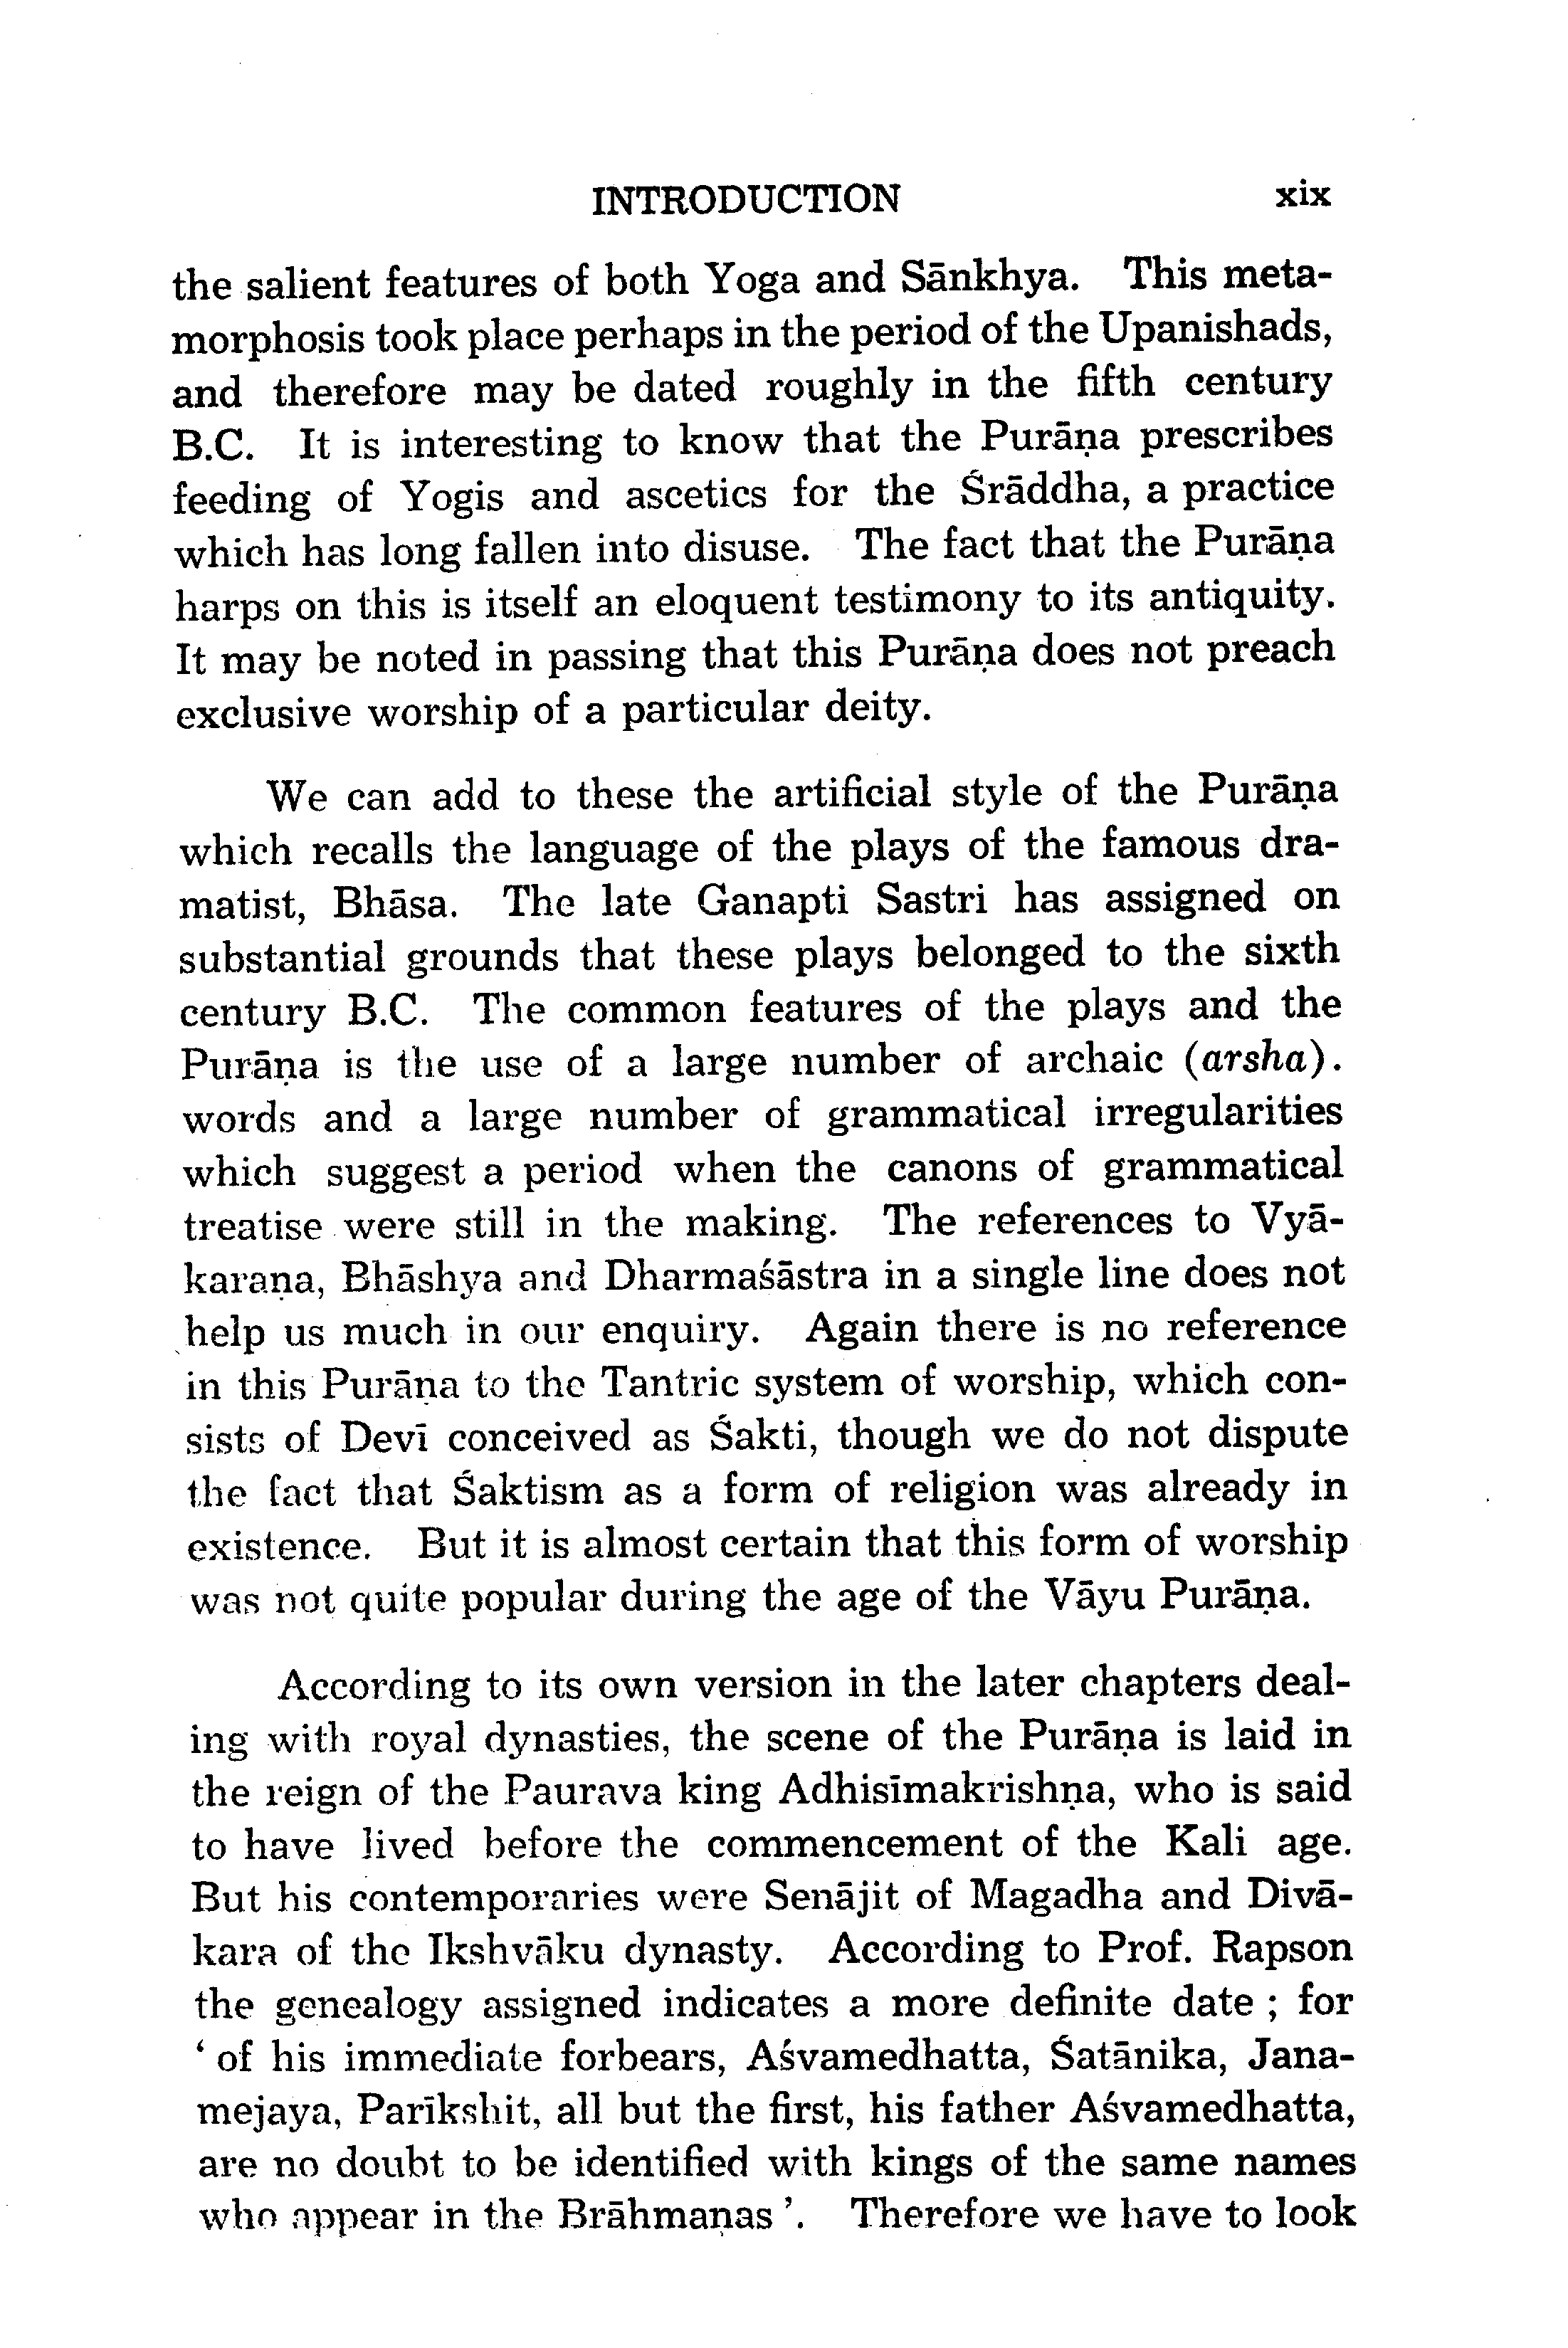 INTRODUCTION xix
the salient features of both Yoga and Sānkhya. This meta-
morphosis took place perhaps in the period of the Upanishads,
and therefore may be dated roughly in the fifth century
B.C. It is interesting to know that the Purāṇa prescribes
feeding of Yogis and ascetics for the Śrāddha, a practice
which has long fallen into disuse. The fact that the Purāṇa
harps on this is itself an eloquent testimony to its antiquity.
It may be noted in passing that this Purāṇa does not preach
exclusive worship of a particular deity.
We can add to these the artificial style of the Purāṇa
which recalls the language of the plays of the famous dra-
matist, Bhāsa. The late Ganapti Sastri has assigned on
substantial grounds that these plays belonged to the sixth
century B.C. The common features of the plays and the
Purāṇa is the use of a large number of archaic (arsha).
words and a large number of grammatical irregularities
which suggest a period when the canons of grammatical
treatise were still in the making. The references to Vyā-
karaṇa, Bhāshya and Dharmaśāstra in a single line does not
help us much in our enquiry. Again there is no reference
in this Purāṇa to the Tantric system of worship, which con-
sists of Devī conceived as Śakti, though we do not dispute
the fact that Śaktism as a form of religion was already in
existence. But it is almost certain that this form of worship
was not quite popular during the age of the Vāyu Purāṇa.
According to its own version in the later chapters deal-
ing with royal dynasties, the scene of the Purāṇa is laid in
the reign of the Paurava king Adhisīmakrishṇa, who is said
to have lived before the commencement of the Kali age.
But his contemporaries were Senājit of Magadha and Divā-
kara of the Ikshvāku dynasty. According to Prof. Rapson
the genealogy assigned indicates a more definite date ; for
‘ of his immediate forbears, Aśvamedhatta, Śatānika, Jana-
mejaya, Parīkshit, all but the first, his father Aśvamedhatta,
are no doubt to be identified with kings of the same names
who appear in the Brāhmaṇas ’. Therefore we have to look